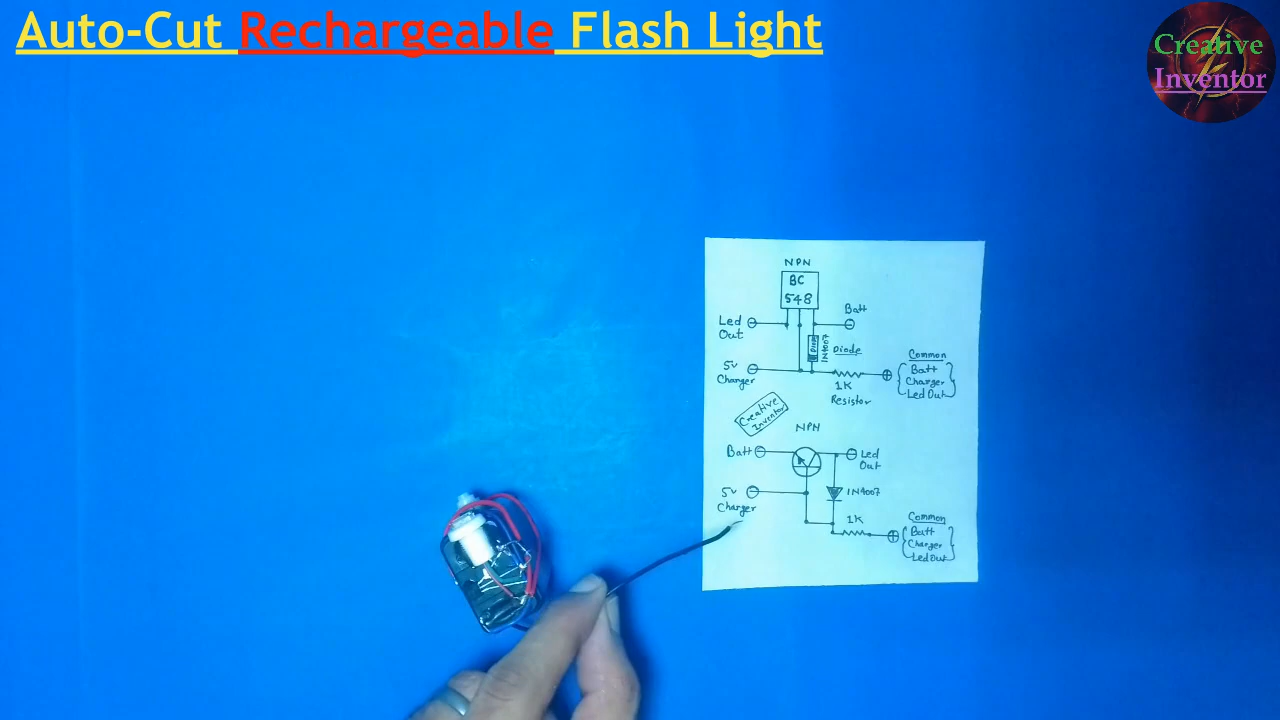 Auto-Cut Rechargeable Flash Light
Creative
Inventor
NPN
BC
548
Led
Out
Batt
Diode
1N4007
Diode
5v
Charger
1K
Resistor
Common
Batt
Charger
Led Out
Creative
Inventor
NPN
Batt
Led
Out
5v
Charger
1N4007
1K
Common
Batt
Charger
Led Out